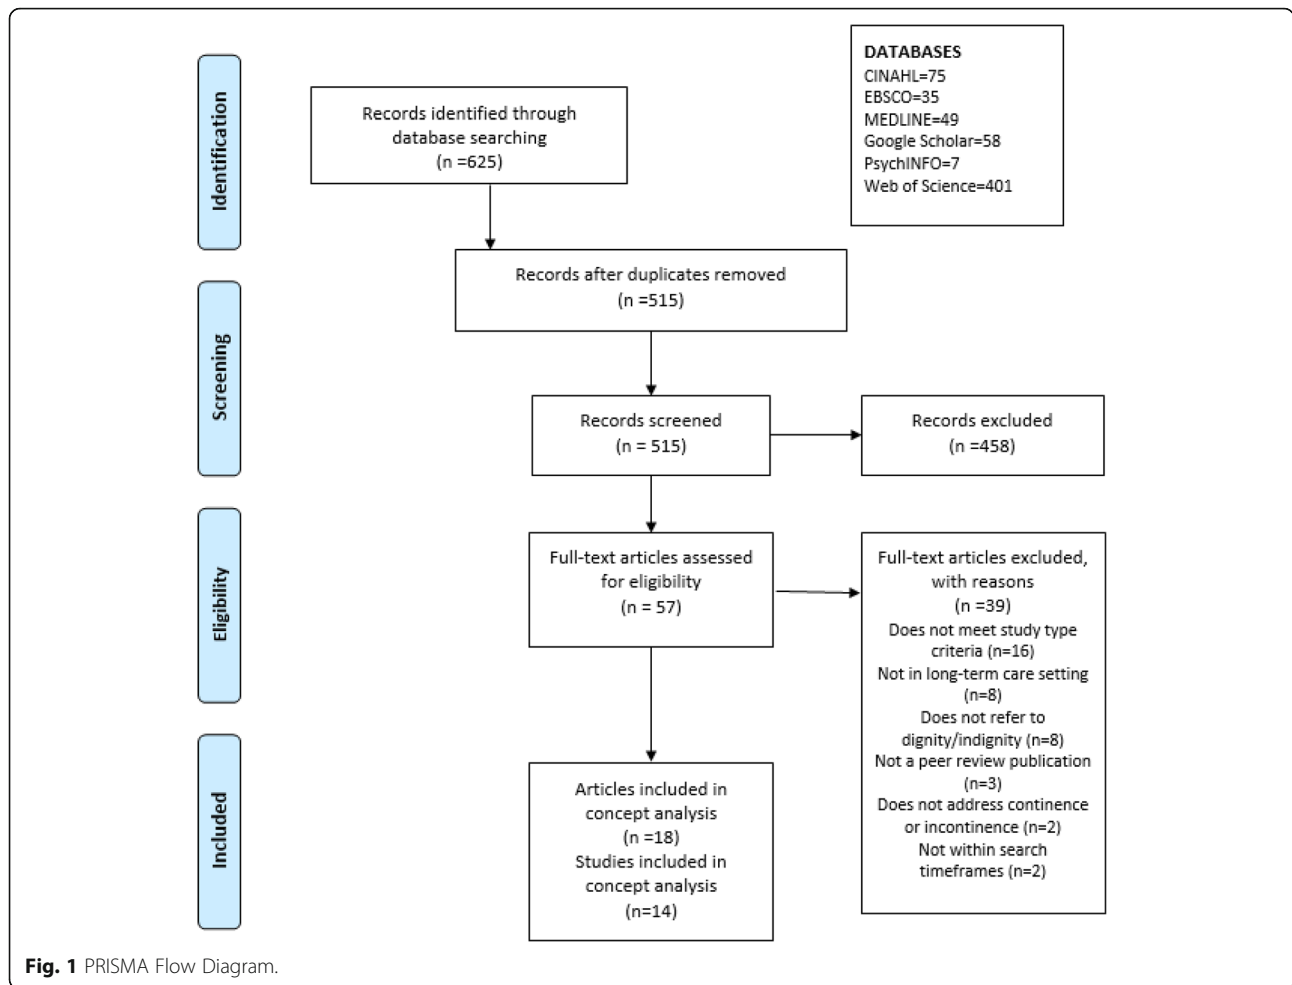 Identification
Screening
Eligibility
Included
Records identified through
database searching
(n =625)
DATABASES
CINAHL=75
EBSCO=35
MEDLINE=49
Google Scholar=58
PsychINFO=7
Web of Science=401
Records after duplicates removed
(n =515)
Records screened
(n = 515)
Records excluded
(n =458)
Full-text articles assessed
for eligibility
(n = 57)
Full-text articles excluded,
with reasons
(n =39)
Does not meet study type
criteria (n=16)
Not in long-term care setting
(n=8)
Does not refer to
dignity/indignity (n=8)
Not a peer review publication
(n=3)
Does not address continence
or incontinence (n=2)
Not within search
timeframes (n=2)
Articles included in
concept analysis
(n =18)
Studies included in
concept analysis
(n=14)
Fig. 1 PRISMA Flow Diagram.